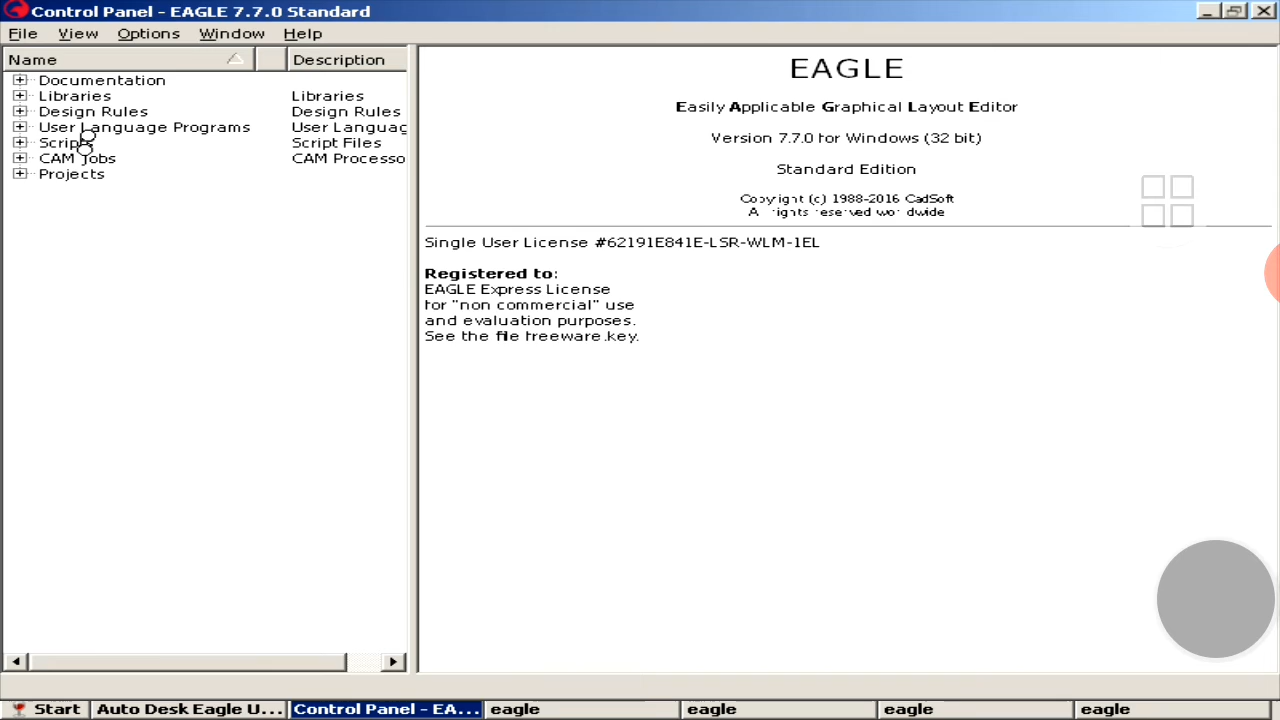 Control Panel - EAGLE 7.7.0 Standard
File View Options Window Help
Name Description
Documentation
Libraries Libraries
Design Rules Design Rules
User Language Programs User Languag
Scripts Script Files
CAM Jobs CAM Processo
Projects
EAGLE
Easily Applicable Graphical Layout Editor
Version 7.7.0 for Windows (32 bit)
Standard Edition
Copyright (c) 1988-2016 CadSoft
All rights reserved worldwide
Single User License #62191E841E-LSR-WLM-1EL
Registered to:
EAGLE Express License
for "non commercial" use
and evaluation purposes.
See the file freeware.key.
Start Auto Desk Eagle U... Control Panel - EA... eagle eagle eagle eagle